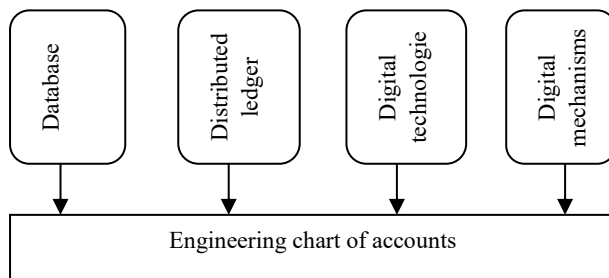 Database
Distributed
ledger
Digital
technologie
Digital
mechanisms
Engineering chart of accounts